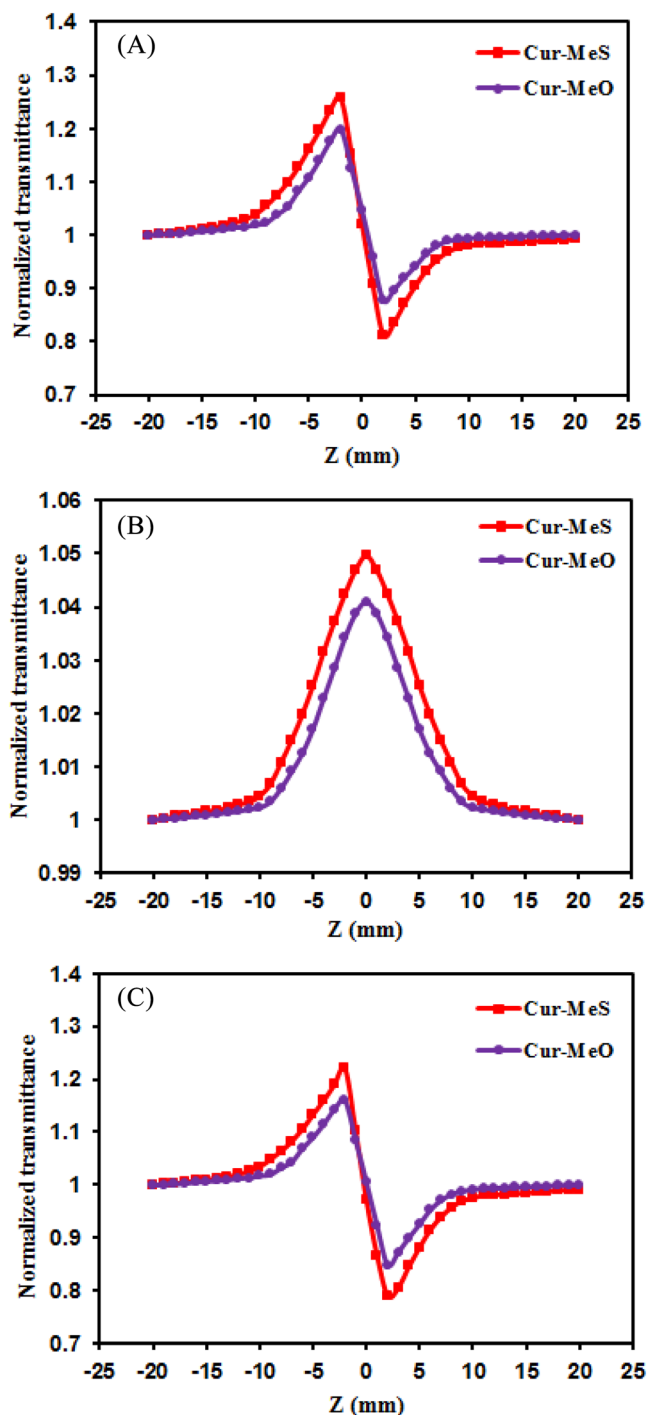 (A)
Cur-MeS
Cur-MeO
Normalized transmittance
1.4
1.3
1.2
1.1
1
0.9
0.8
0.7
-25 -20 -15 -10 -5 0 5 10 15 20 25
Z (mm)
(B)
Cur-MeS
Cur-MeO
Normalized transmittance
1.06
1.05
1.04
1.03
1.02
1.01
1
0.99
-25 -20 -15 -10 -5 0 5 10 15 20 25
Z (mm)
(C)
Cur-MeS
Cur-MeO
Normalized transmittance
1.4
1.3
1.2
1.1
1
0.9
0.8
0.7
-25 -20 -15 -10 -5 0 5 10 15 20 25
Z (mm)